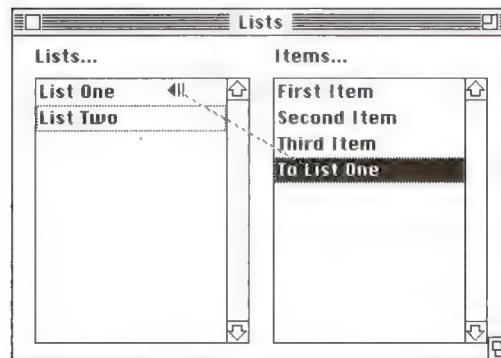 Lists
Lists...
List One
List Two
Items...
First Item
Second Item
Third Item
To List One